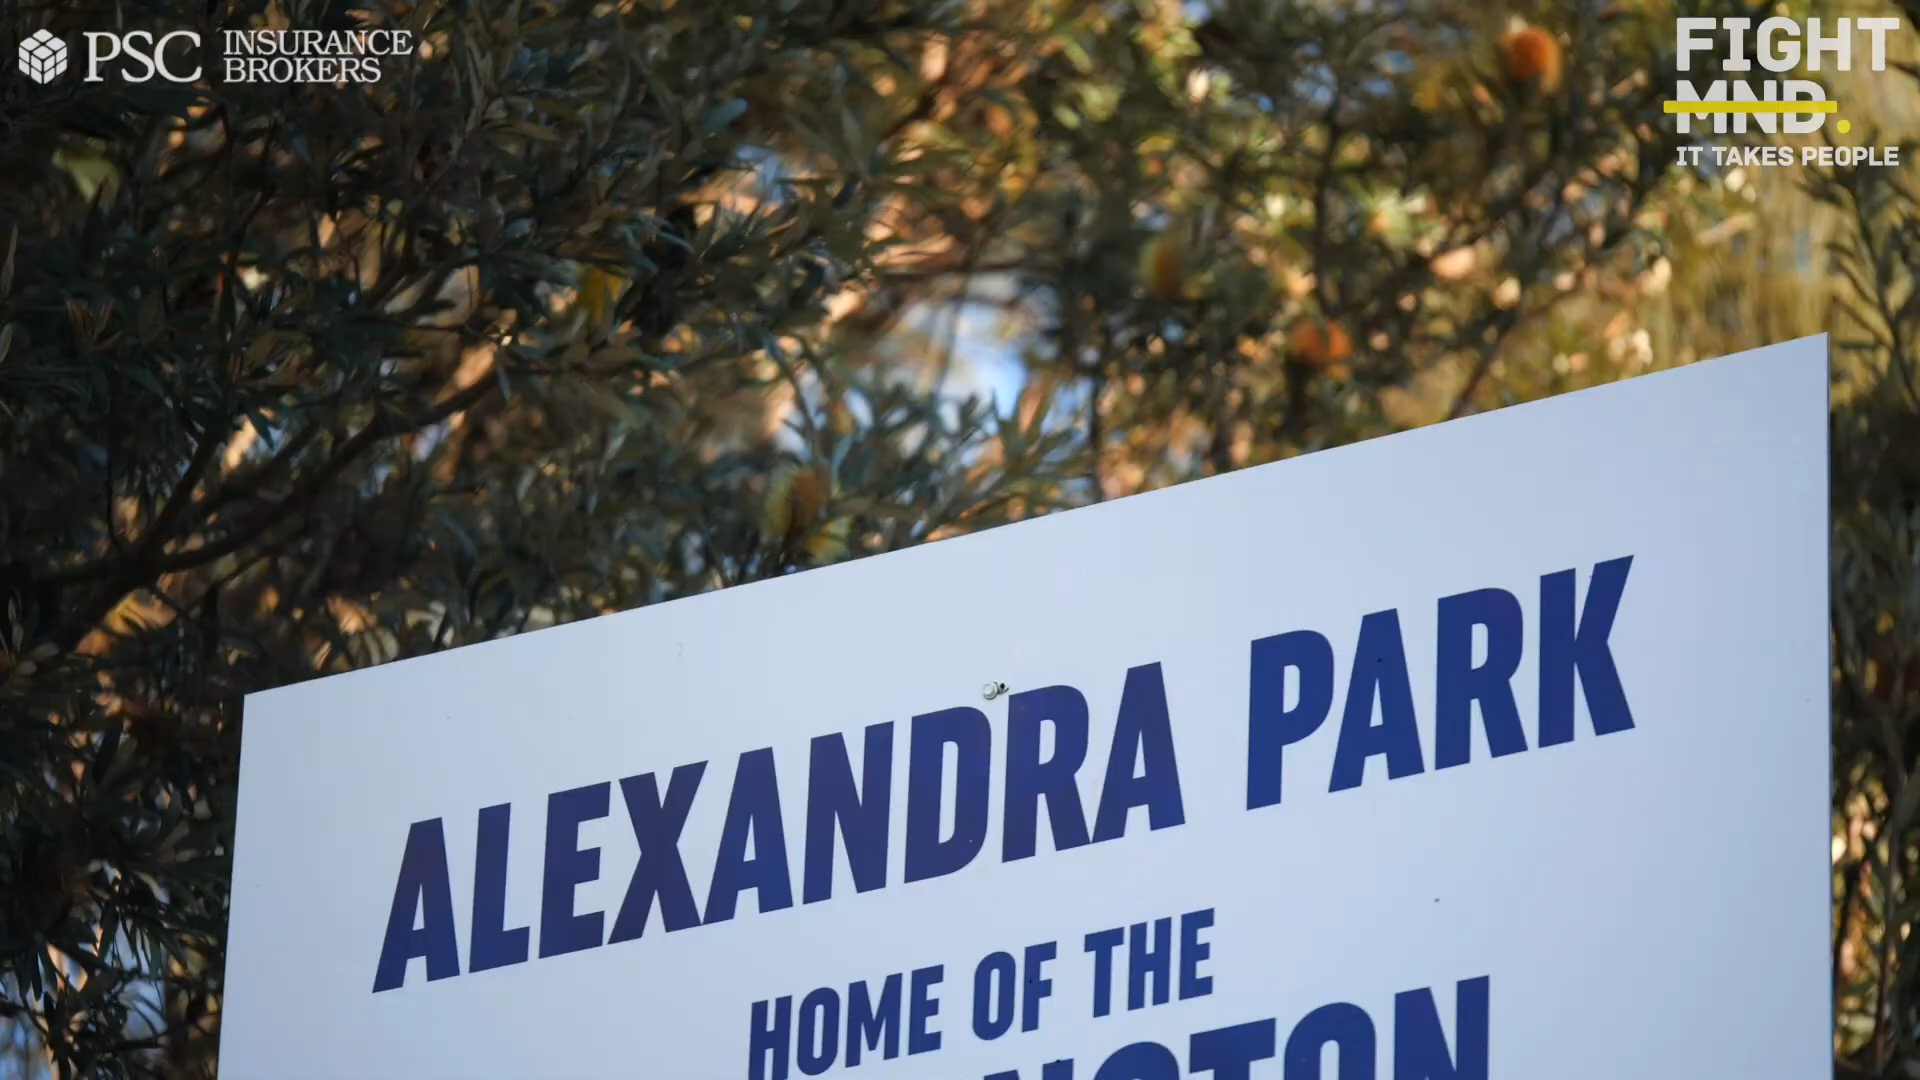 PSC INSURANCE
BROKERS
FIGHT
MND.
IT TAKES PEOPLE
ALEXANDRA PARK
HOME OF THE